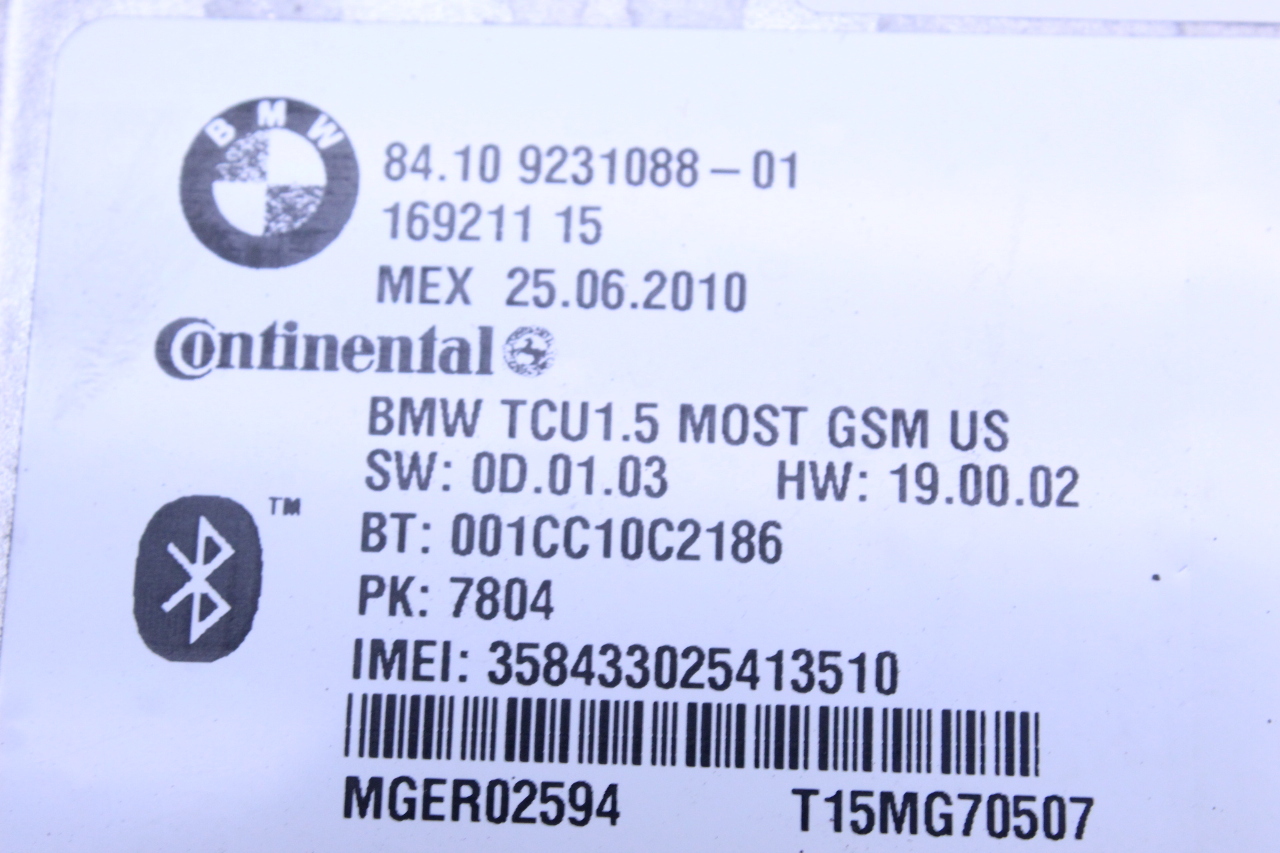 BMW
84.10 9231088-01
169211 15
MEX 25.06.2010
Continental
BMW TCU1.5 MOST GSM US
SW: 0D.01.03 HW: 19.00.02
TM
BT: 001CC10C2186
PK: 7804
IMEI: 358433025413510
MGER02594 T15MG70507